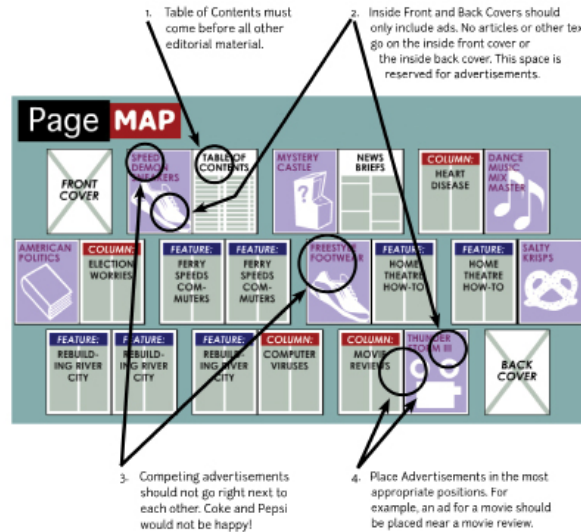 1. Table of Contents must
come before all other
editorial material.
2. Inside Front and Back Covers should
only include ads. No articles or other tex
go on the inside front cover or
the inside back cover. This space is
reserved for advertisements.
Page MAP
FRONT
COVER
SPEED
DEMON
SNEAKERS
TABLE OF
CONTENTS
MYSTERY
CASTLE
NEWS
BRIEFS
COLUMN:
HEART
DISEASE
DANCE
MUSIC
MIX
MASTER
AMERICAN
POLITICS
COLUMN:
ELECTION
WORRIES
FEATURE:
FERRY
SPEEDS
COM-
MUTERS
FEATURE:
FERRY
SPEEDS
COM-
MUTERS
FREESTYLE
FOOTWEAR
FEATURE:
HOME
THEATRE
HOW-TO
FEATURE:
HOME
THEATRE
HOW-TO
SALTY
KRISPS
FEATURE:
REBUILD-
ING RIVER
CITY
FEATURE:
REBUILD-
ING RIVER
CITY
FEATURE:
REBUILD-
ING RIVER
CITY
COLUMN:
COMPUTER
VIRUSES
COLUMN:
MOVIE
REVIEWS
THUNDER
STORM III
BACK
COVER
3. Competing advertisements
should not go right next to
each other. Coke and Pepsi
would not be happy!
4. Place Advertisements in the most
appropriate positions. For
example, an ad for a movie should
be placed near a movie review.